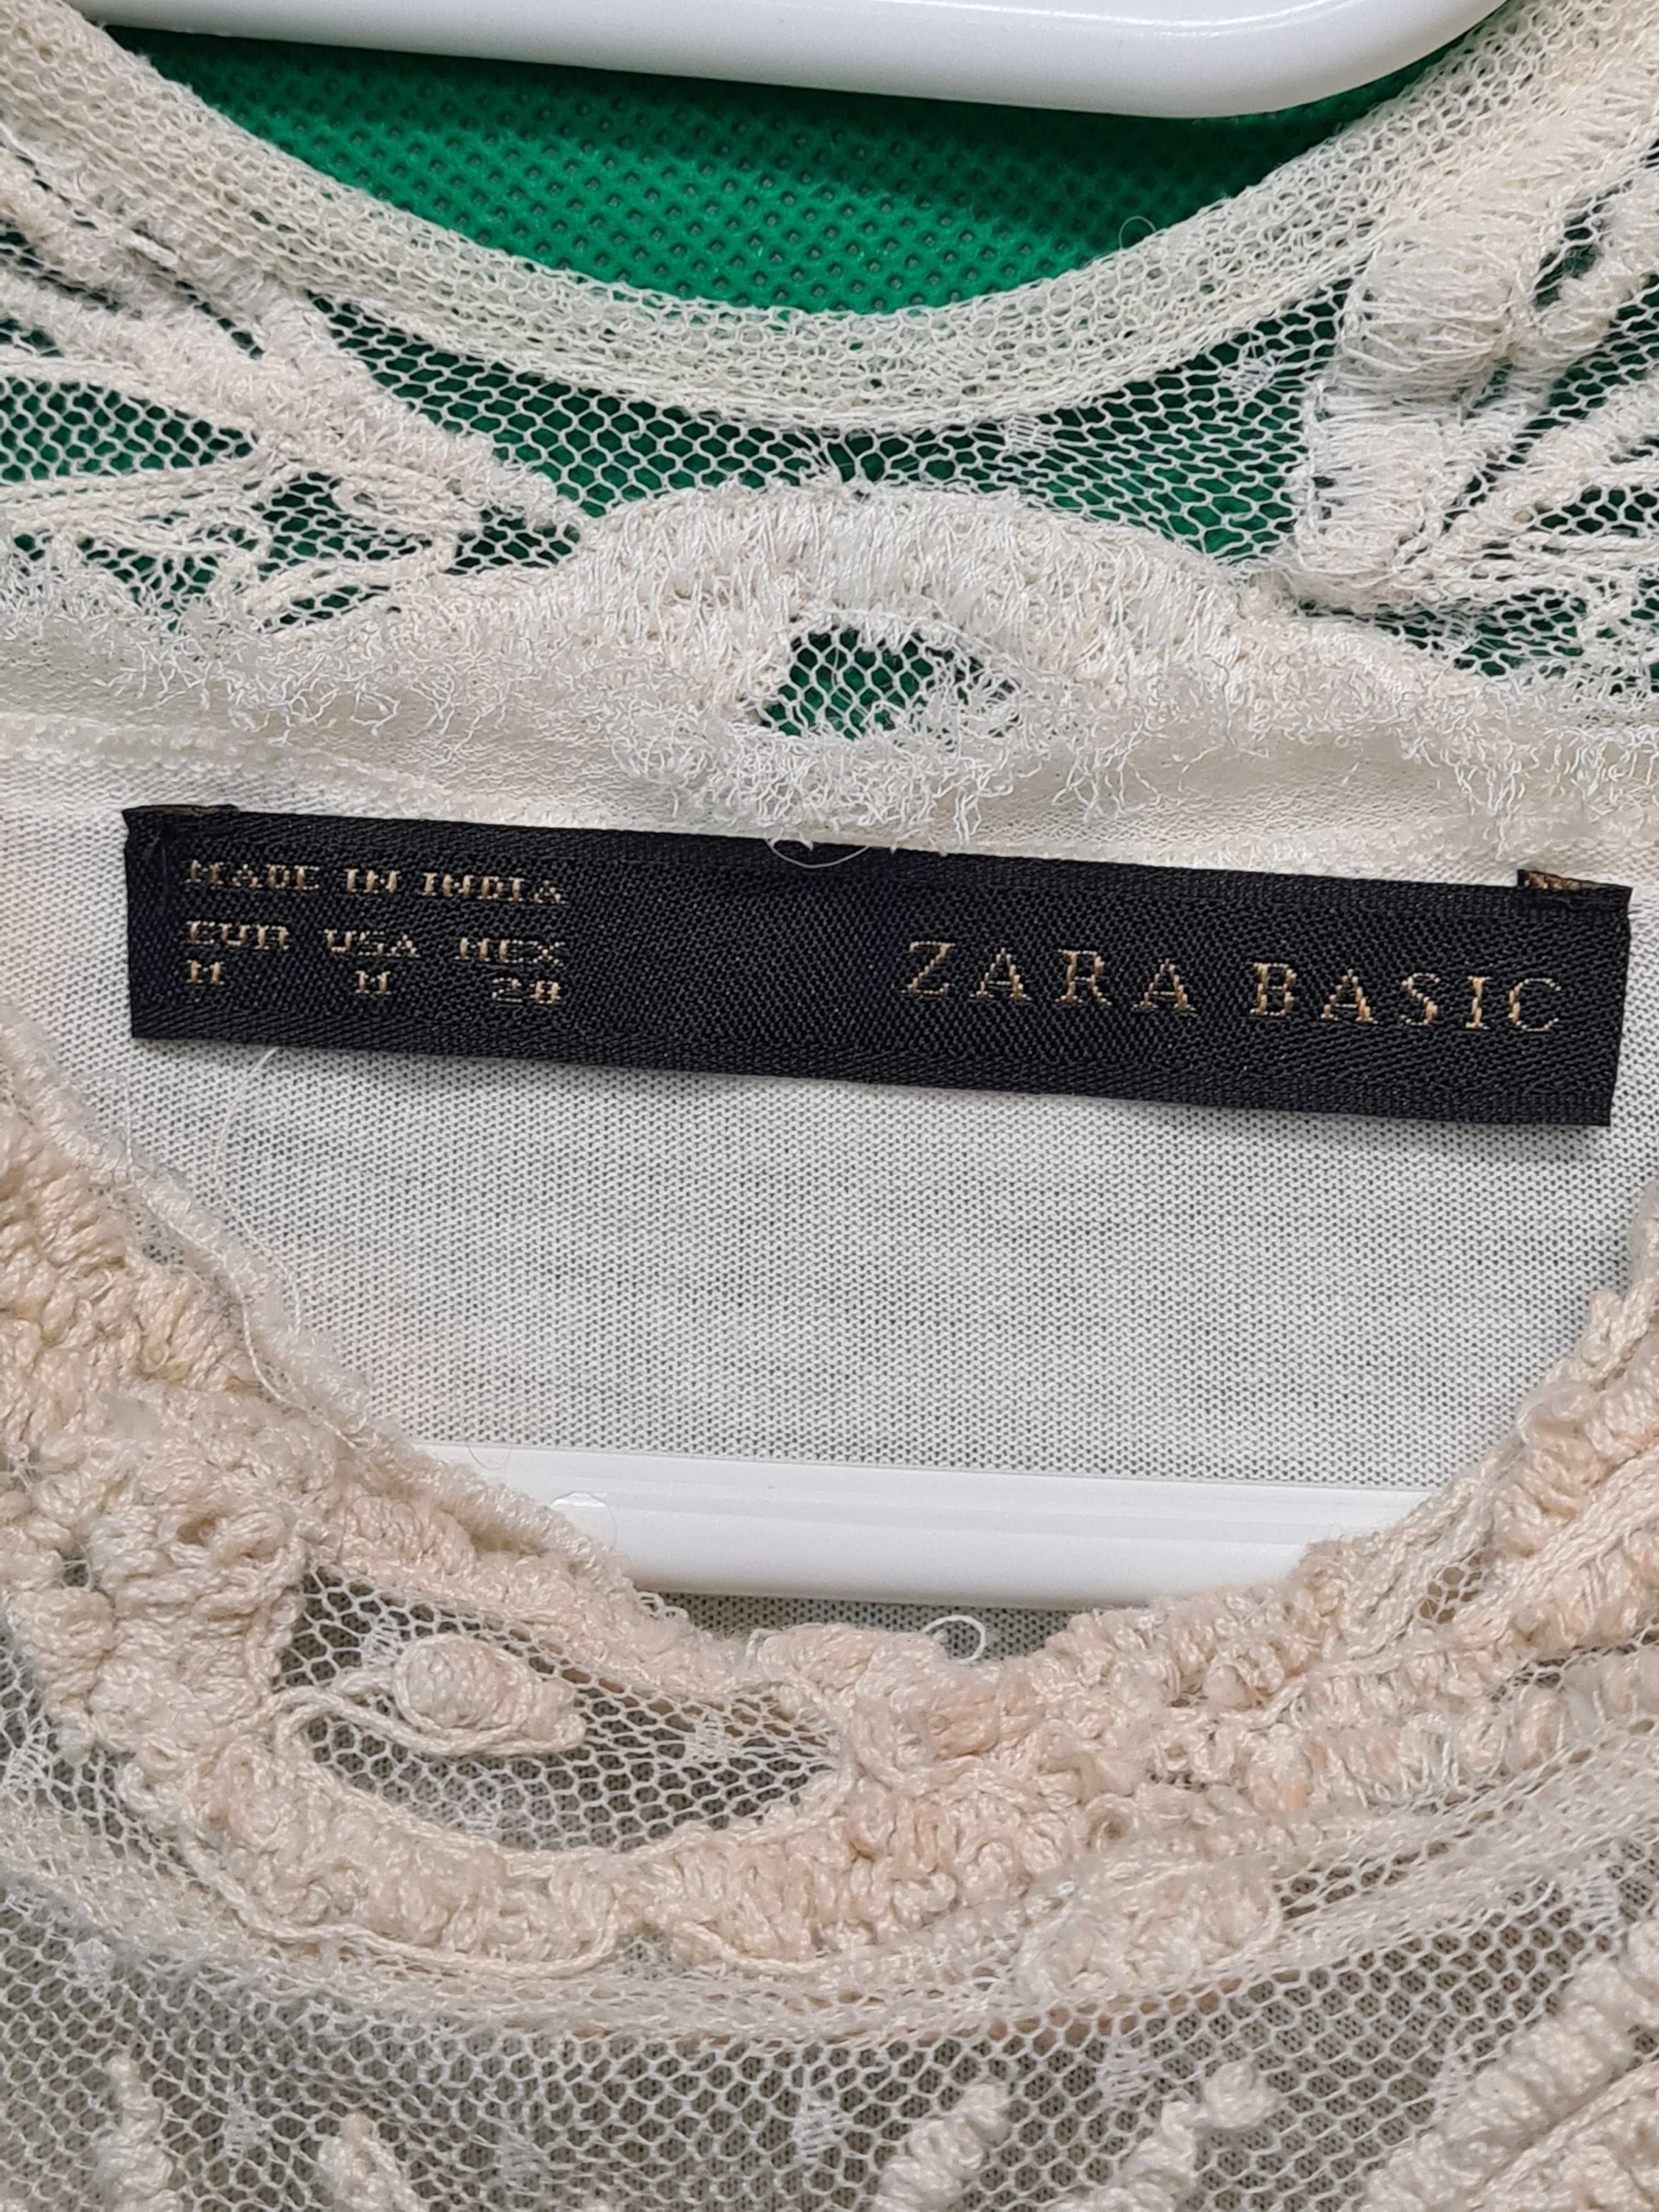 MADE IN INDIA
EUR USA MEX
M M 28
ZARA BASIC